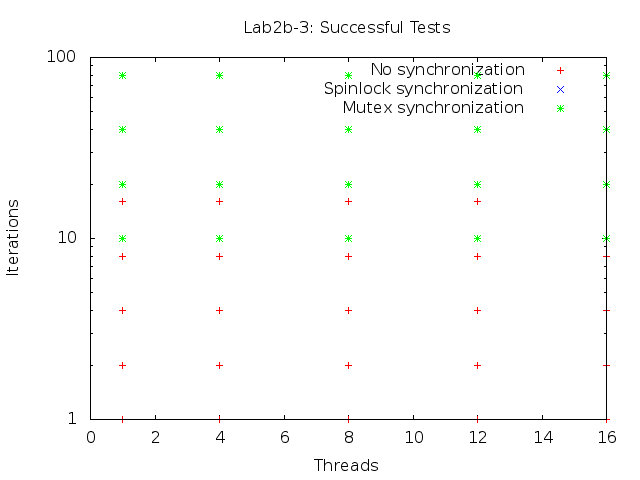 Lab2b-3: Successful Tests
100
No synchronization
Spinlock synchronization
Mutex synchronization
Iterations
10
1
0 2 4 6 8 10 12 14 16
Threads